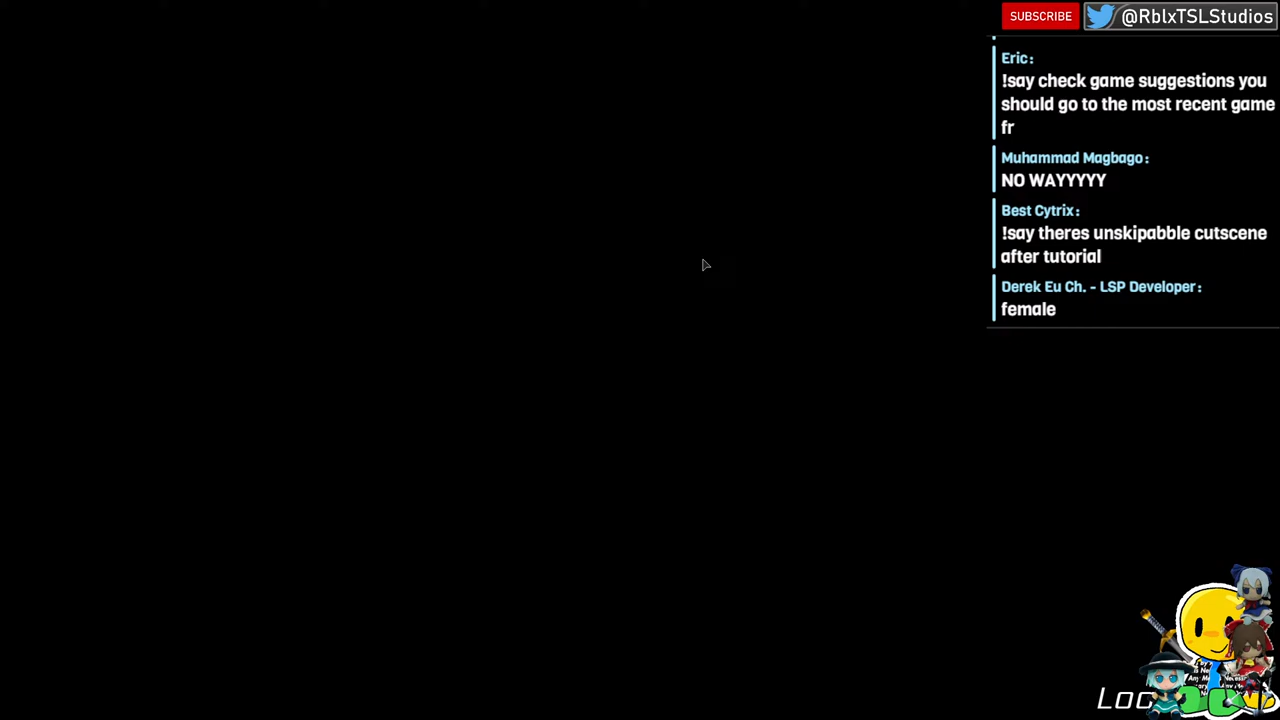 SUBSCRIBE
@RblxTSLStudios
Eric:
!say check game suggestions you
should go to the most recent game
fr
Muhammad Magbago:
NO WAYYYYY
Best Cytrix:
!say theres unskipabble cutscene
after tutorial
Derek Eu Ch. - LSP Developer:
female